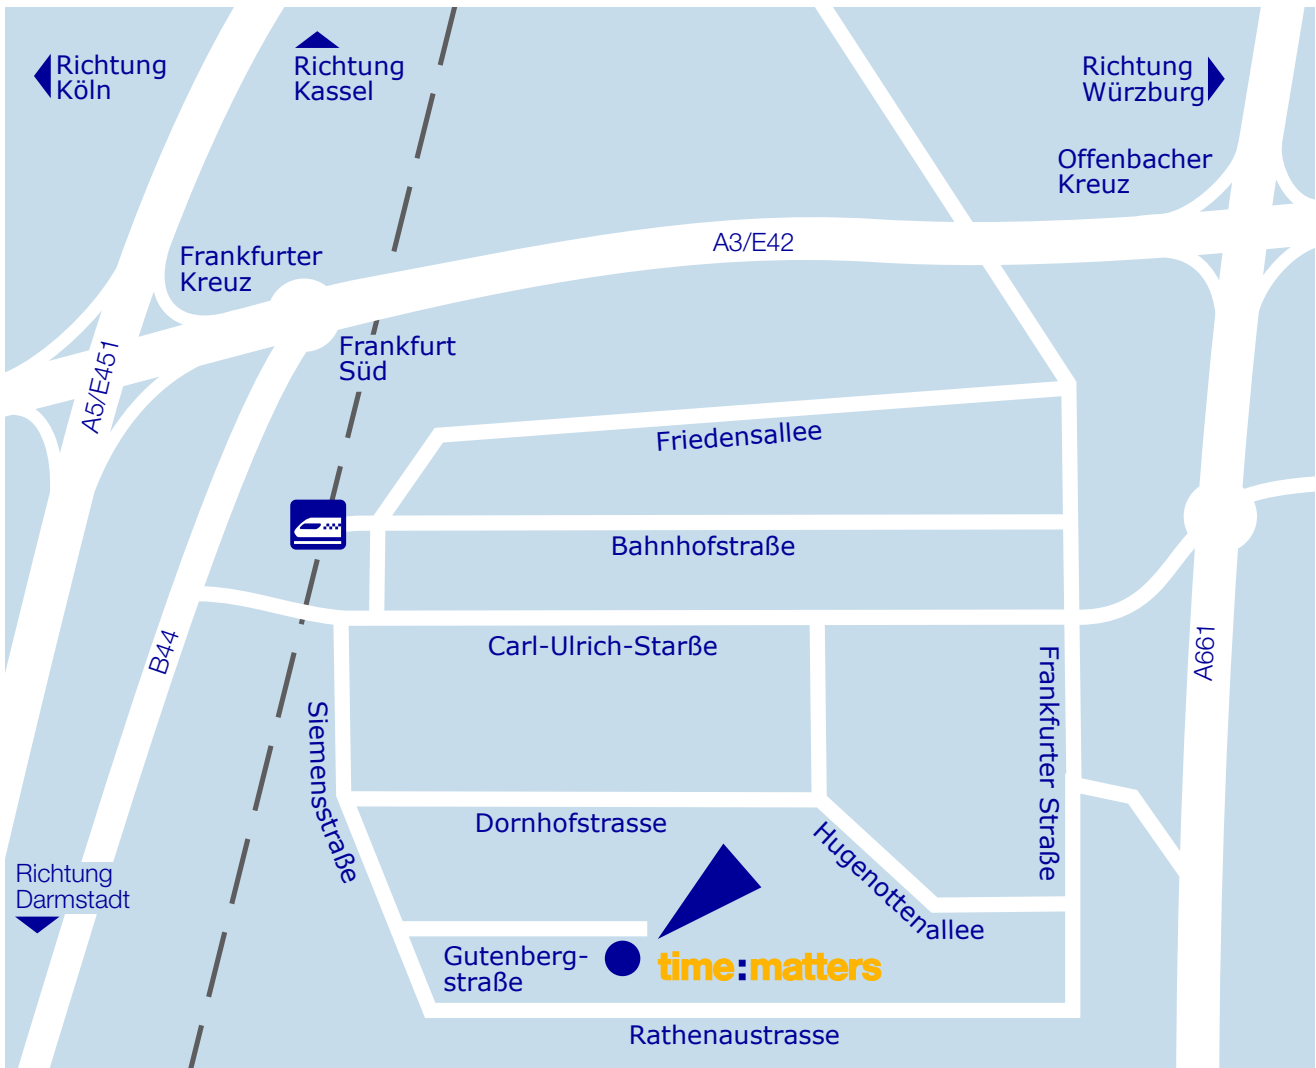 Richtung
Köln
Richtung
Kassel
Richtung
Würzburg
Offenbacher
Kreuz
A3/E42
Frankfurter
Kreuz
Frankfurt
Süd
A5/E451
Friedensallee
Bahnhofstraße
B44
Carl-Ulrich-Starße
A661
Frankfurter Straße
Siemensstraße
Dornhofstrasse
Hugenottenallee
Richtung
Darmstadt
Gutenberg-
straße
time:matters
Rathenaustrasse